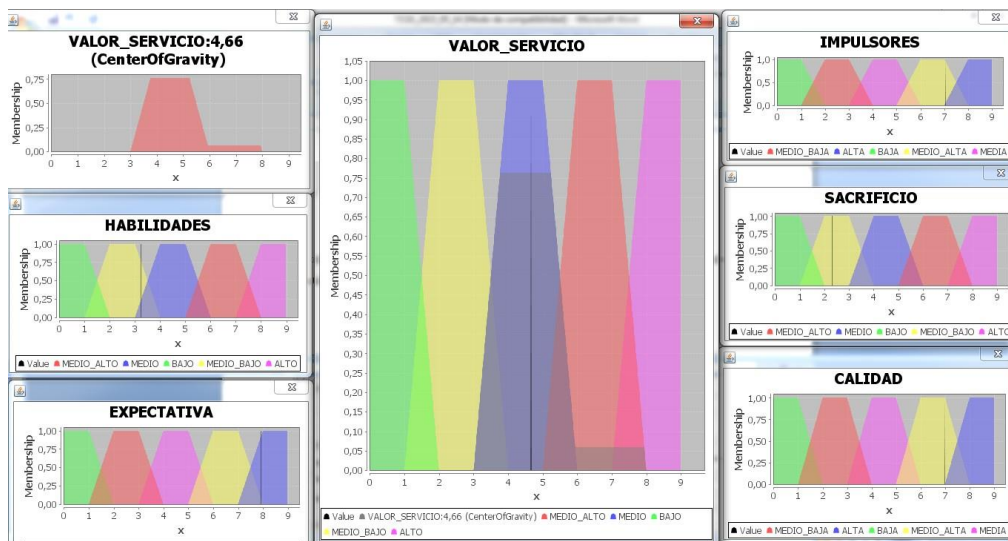 VALOR_SERVICIO:4,66
(CenterOfGravity)
Membership
0,75
0,50
0,25
0,00
0 1 2 3 4 5 6 7 8 9
x
HABILIDADES
Membership
1,00
0,75
0,50
0,25
0,00
0 1 2 3 4 5 6 7 8 9
x
Value MEDIO_ALTO MEDIO BAJO MEDIO_BAJO ALTO
EXPECTATIVA
Membership
1,00
0,75
0,50
0,25
0,00
0 1 2 3 4 5 6 7 8 9
x
VALOR_SERVICIO
Membership
1,05
1,00
0,95
0,90
0,85
0,80
0,75
0,70
0,65
0,60
0,55
0,50
0,45
0,40
0,35
0,30
0,25
0,20
0,15
0,10
0,05
0,00
0 1 2 3 4 5 6 7 8 9
x
Value VALOR_SERVICIO:4,66 (CenterOfGravity) MEDIO_ALTO MEDIO BAJO
MEDIO_BAJO ALTO
IMPULSORES
Membership
1,00
0,75
0,50
0,25
0,00
0 1 2 3 4 5 6 7 8 9
x
Value MEDIO_BAJA ALTA BAJA MEDIO_ALTA MEDIA
SACRIFICIO
Membership
1,00
0,75
0,50
0,25
0,00
0 1 2 3 4 5 6 7 8 9
x
Value MEDIO_ALTO MEDIO BAJO MEDIO_BAJO ALTO
CALIDAD
Membership
1,00
0,75
0,50
0,25
0,00
0 1 2 3 4 5 6 7 8 9
x
Value MEDIO_BAJA ALTA BAJA MEDIO_ALTA MEDIA